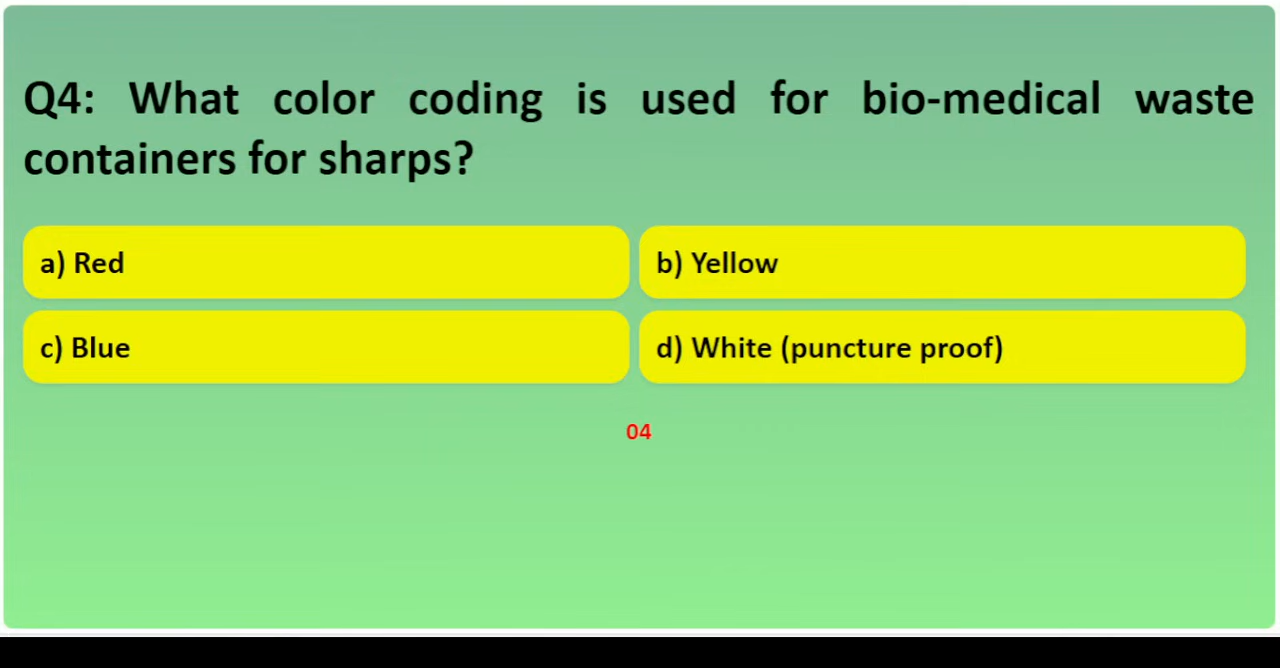 Q4: What color coding is used for bio-medical waste
containers for sharps?
a) Red
b) Yellow
c) Blue
d) White (puncture proof)
04